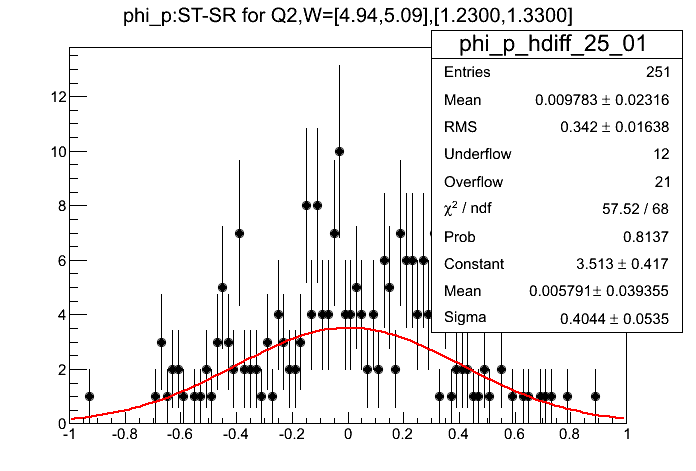 phi_p:ST-SR for Q2,W=[4.94,5.09],[1.2300,1.3300]
phi_p_hdiff_25_01
Entries 251
Mean 0.009783 ± 0.02316
RMS 0.342 ± 0.01638
Underflow 12
Overflow 21
χ² / ndf 57.52 / 68
Prob 0.8137
Constant 3.513 ± 0.417
Mean 0.005791 ± 0.039355
Sigma 0.4044 ± 0.0535
12
10
8
6
4
2
0
-1 -0.8 -0.6 -0.4 -0.2 0 0.2 0.4 0.6 0.8 1